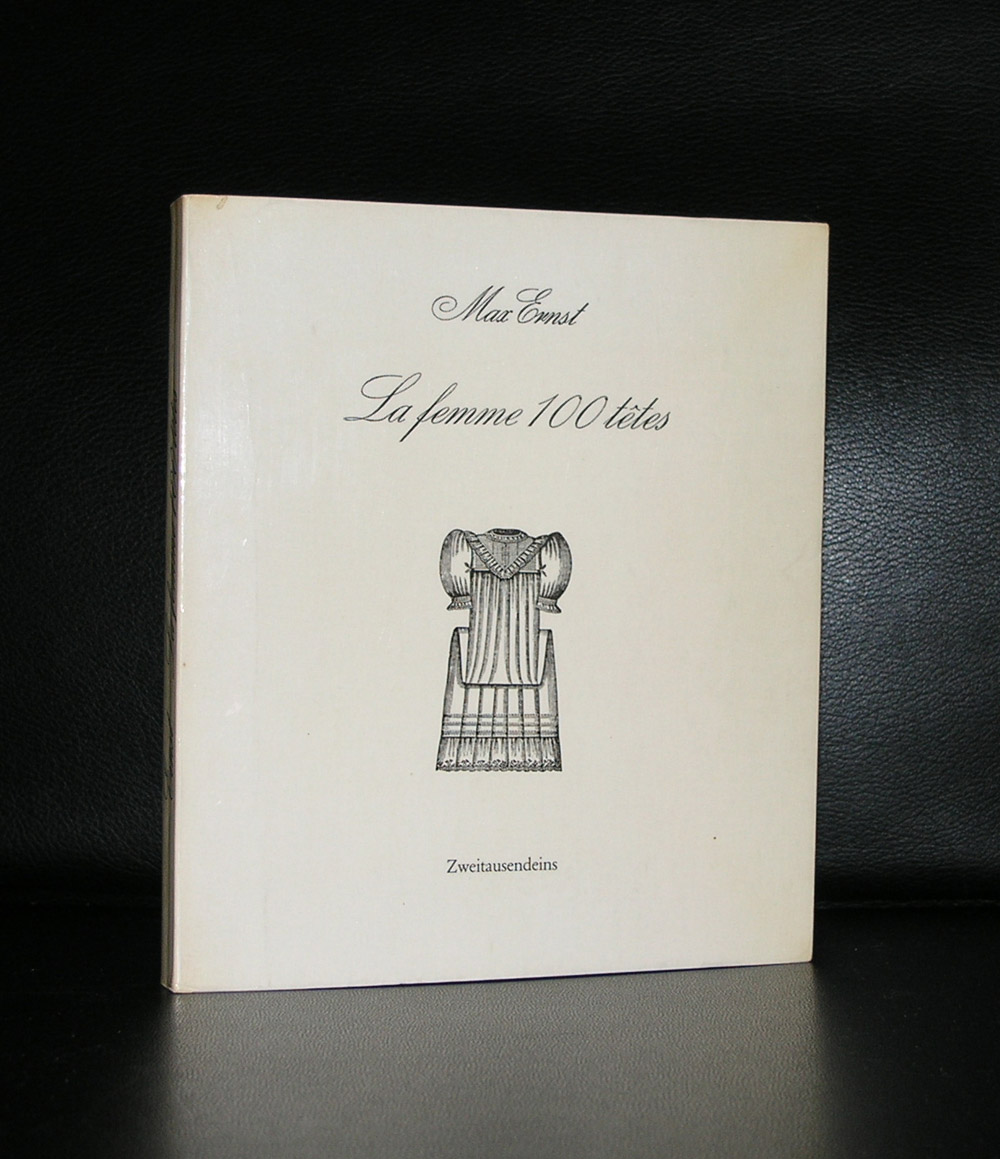 Max Ernst
La femme 100 têtes
Zweitausendeins